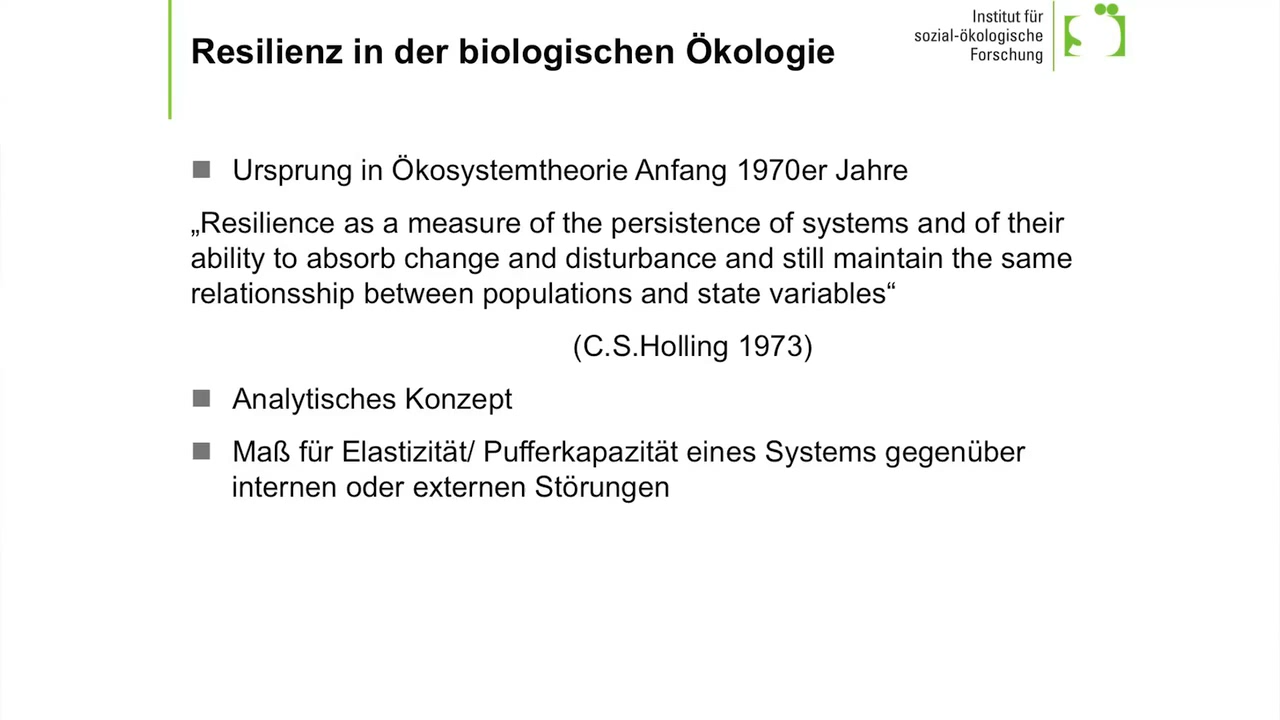 Resilienz in der biologischen Ökologie
Institut für
sozial-ökologische
Forschung
Ursprung in Ökosystemtheorie Anfang 1970er Jahre
„Resilience as a measure of the persistence of systems and of their
ability to absorb change and disturbance and still maintain the same
relationsship between populations and state variables“
(C.S.Holling 1973)
Analytisches Konzept
Maß für Elastizität/ Pufferkapazität eines Systems gegenüber
internen oder externen Störungen